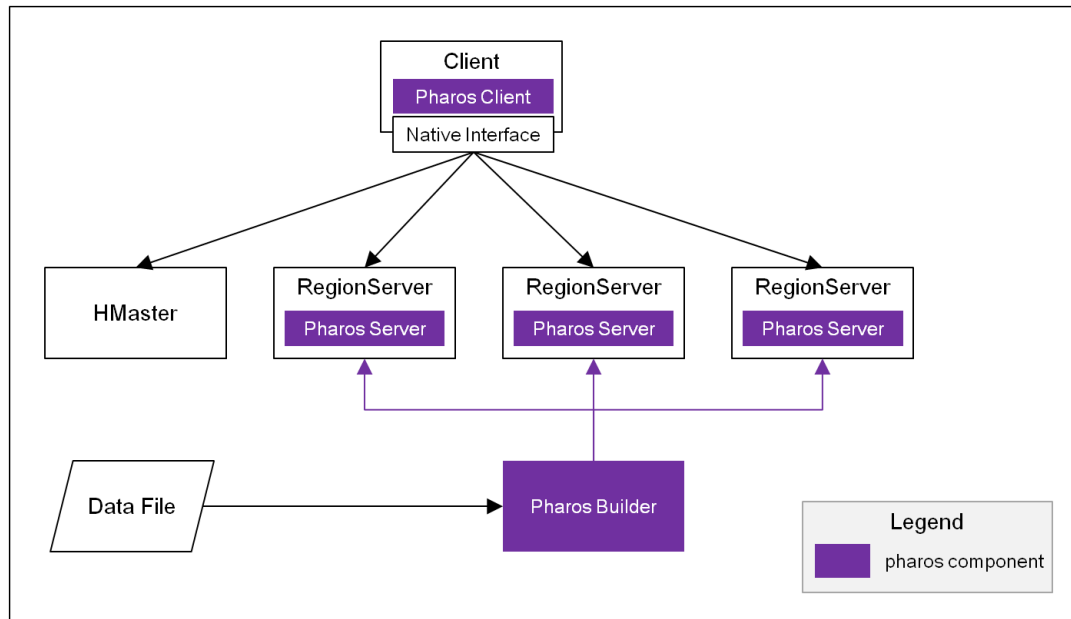 Client
Pharos Client
Native Interface
HMaster
RegionServer
Pharos Server
RegionServer
Pharos Server
RegionServer
Pharos Server
Data File
Pharos Builder
Legend
pharos component